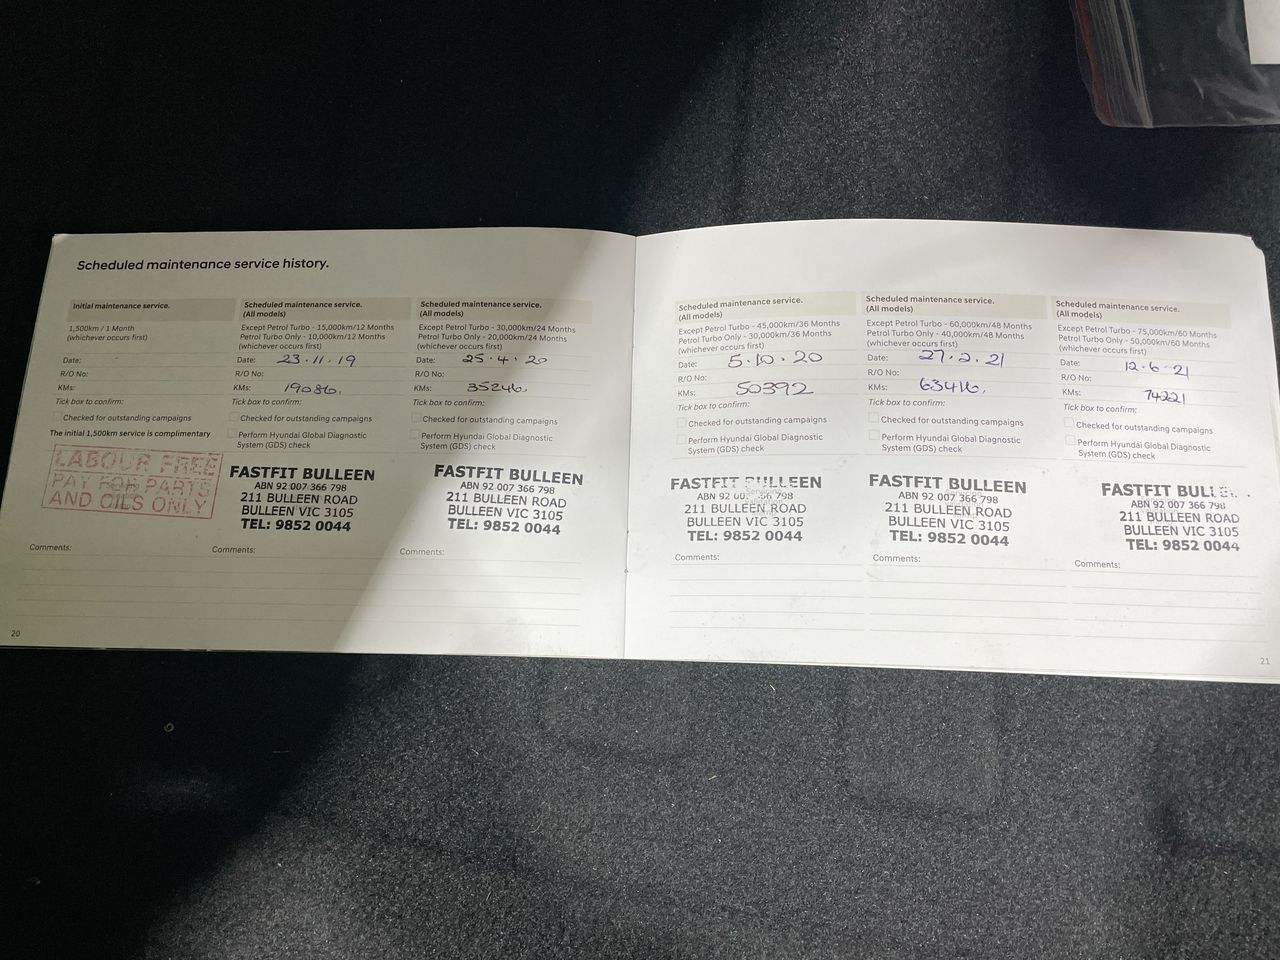 Scheduled maintenance service history.
Initial maintenance service.
1,500km / 1 Month
(whichever occurs first)
Date:
R/O No:
KMs:
Tick box to confirm:
Checked for outstanding campaigns
The initial 1,500km service is complimentary
LABOUR FREE
PAY FOR PARTS
AND OILS ONLY
Comments:
20
Scheduled maintenance service.
(All models)
Except Petrol Turbo - 15,000km/12 Months
Petrol Turbo Only - 10,000km/12 Months
(whichever occurs first)
Date: 23.11.19
R/O No:
KMs: 19086.
Tick box to confirm:
Checked for outstanding campaigns
Perform Hyundai Global Diagnostic
System (GDS) check
FASTFIT BULLEEN
ABN 92 007 366 798
211 BULLEEN ROAD
BULLEEN VIC 3105
TEL: 9852 0044
Comments:
Scheduled maintenance service.
(All models)
Except Petrol Turbo - 30,000km/24 Months
Petrol Turbo Only - 20,000km/24 Months
(whichever occurs first)
Date: 25.4.20
R/O No:
KMs: 35246.
Tick box to confirm:
Checked for outstanding campaigns
Perform Hyundai Global Diagnostic
System (GDS) check
FASTFIT BULLEEN
ABN 92 007 366 798
211 BULLEEN ROAD
BULLEEN VIC 3105
TEL: 9852 0044
Comments:
Scheduled maintenance service.
(All models)
Except Petrol Turbo - 45,000km/36 Months
Petrol Turbo Only - 30,000km/36 Months
(whichever occurs first)
Date: 5.10.20
R/O No:
KMs: 50392
Tick box to confirm:
Checked for outstanding campaigns
Perform Hyundai Global Diagnostic
System (GDS) check
FASTFIT BULLEEN
ABN 92 007 366 798
211 BULLEEN ROAD
BULLEEN VIC 3105
TEL: 9852 0044
Comments:
Scheduled maintenance service.
(All models)
Except Petrol Turbo - 60,000km/48 Months
Petrol Turbo Only - 40,000km/48 Months
(whichever occurs first)
Date: 27.2.21
R/O No:
KMs: 63416.
Tick box to confirm:
Checked for outstanding campaigns
Perform Hyundai Global Diagnostic
System (GDS) check
FASTFIT BULLEEN
ABN 92 007 366 798
211 BULLEEN ROAD
BULLEEN VIC 3105
TEL: 9852 0044
Comments:
Scheduled maintenance service.
(All models)
Except Petrol Turbo - 75,000km/60 Months
Petrol Turbo Only - 50,000km/60 Months
(whichever occurs first)
Date: 12.6.21
R/O No:
KMs: 74221
Tick box to confirm:
Checked for outstanding campaigns
Perform Hyundai Global Diagnostic
System (GDS) check
FASTFIT
ABN 92 007 366 798
211 BULLEEN ROAD
BULLEEN VIC 3105
TEL: 9852 0044
Comments:
21